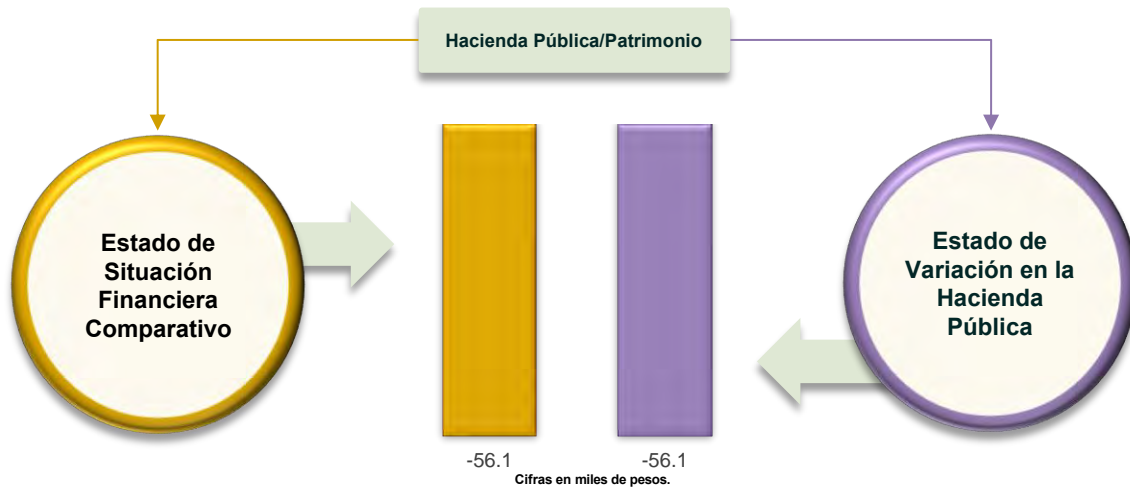 Hacienda Pública/Patrimonio
Estado de
Situación
Financiera
Comparativo
Estado de
Variación en la
Hacienda
Pública
-56.1
-56.1
Cifras en miles de pesos.